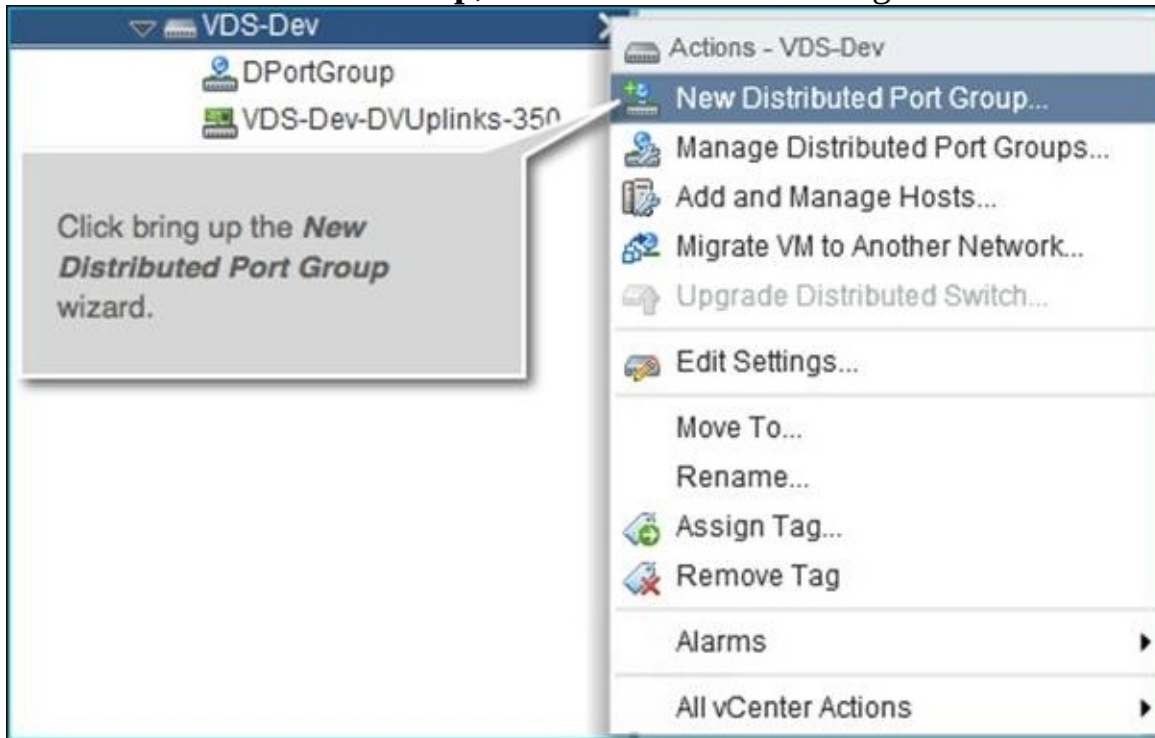 VDS-Dev
DPortGroup
VDS-Dev-DVUplinks-350
Click bring up the New
Distributed Port Group
wizard.
Actions - VDS-Dev
New Distributed Port Group...
Manage Distributed Port Groups...
Add and Manage Hosts...
Migrate VM to Another Network...
Upgrade Distributed Switch...
Edit Settings...
Move To...
Rename...
Assign Tag...
Remove Tag
Alarms
All vCenter Actions